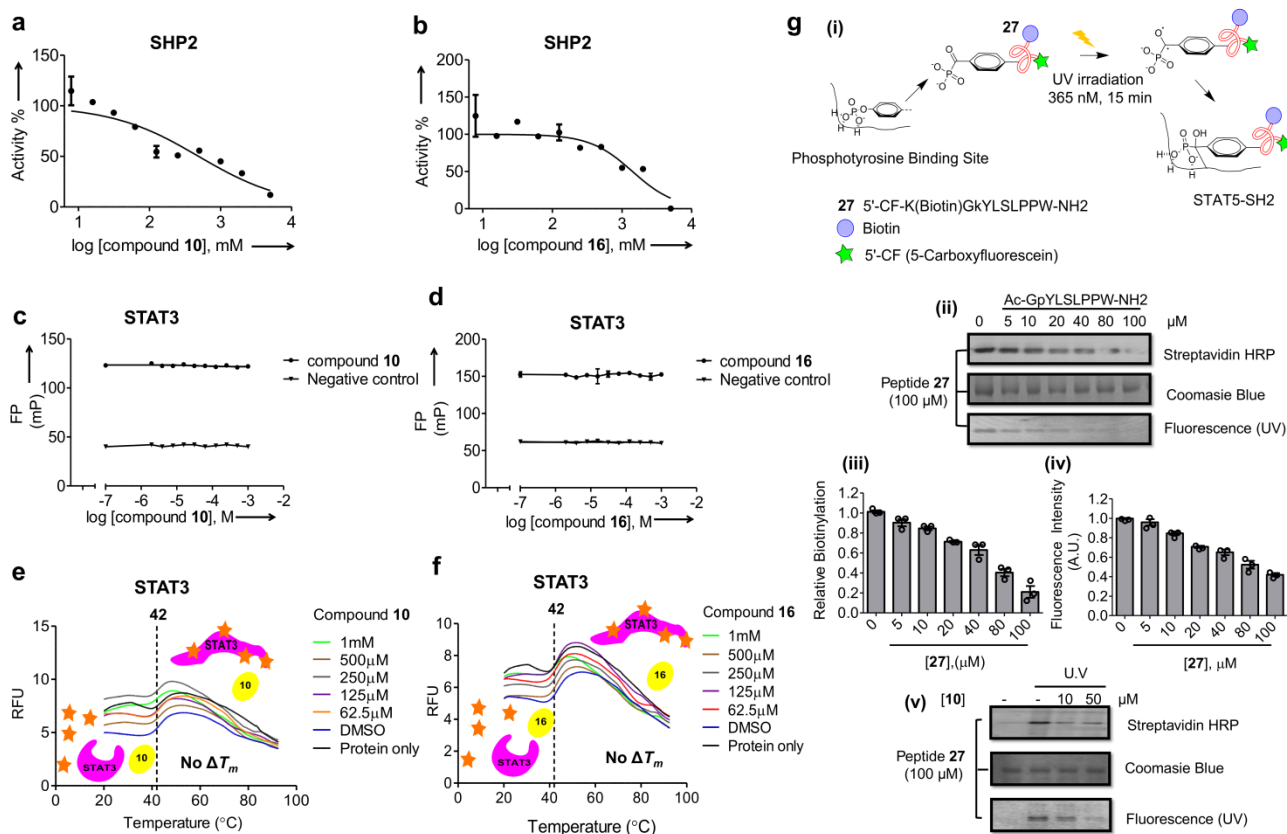 a
SHP2
Activity %
150
100
50
0
1
2
3
4
log [compound 10], mM
b
SHP2
Activity %
200
150
100
50
0
1
2
3
4
log [compound 16], mM
c
STAT3
FP
(mP)
150
100
50
0
-7
-6
-5
-4
-3
-2
log [compound 10], M
compound 10
Negative control
d
STAT3
FP
(mP)
200
150
100
50
0
-7
-6
-5
-4
-3
-2
log [compound 16], M
compound 16
Negative control
e
STAT3
42
RFU
15
10
5
0
0
20
40
60
80
100
Temperature (°C)
STAT3
10
STAT3
10
No ΔTm
Compound 10
1mM
500µM
250µM
125µM
62.5µM
DMSO
Protein only
f
STAT3
42
RFU
10
8
6
4
2
0
0
20
40
60
80
100
Temperature (°C)
STAT3
16
STAT3
16
No ΔTm
Compound 16
1mM
500µM
250µM
125µM
62.5µM
DMSO
Protein only
g
(i)
Phosphotyrosine Binding Site
27
UV irradiation
365 nM, 15 min
STAT5-SH2
27 5'-CF-K(Biotin)GkYLSLPPW-NH2
Biotin
5'-CF (5-Carboxyfluorescein)
(ii)
Ac-GpYLSLPPW-NH2
0 5 10 20 40 80 100 µM
Peptide 27
(100 µM)
Streptavidin HRP
Coomasie Blue
Fluorescence (UV)
(iii)
Relative Biotinylation
1.2
1.0
0.8
0.6
0.4
0.2
0.0
0 5 10 20 40 80 100
[27],(µM)
(iv)
Fluorescence Intensity
(A.U.)
1.2
1.0
0.8
0.6
0.4
0.2
0.0
0 5 10 20 40 80 100
[27], µM
(v)
U.V
[10] - - 10 50 µM
Peptide 27
(100 µM)
Streptavidin HRP
Coomasie Blue
Fluorescence (UV)